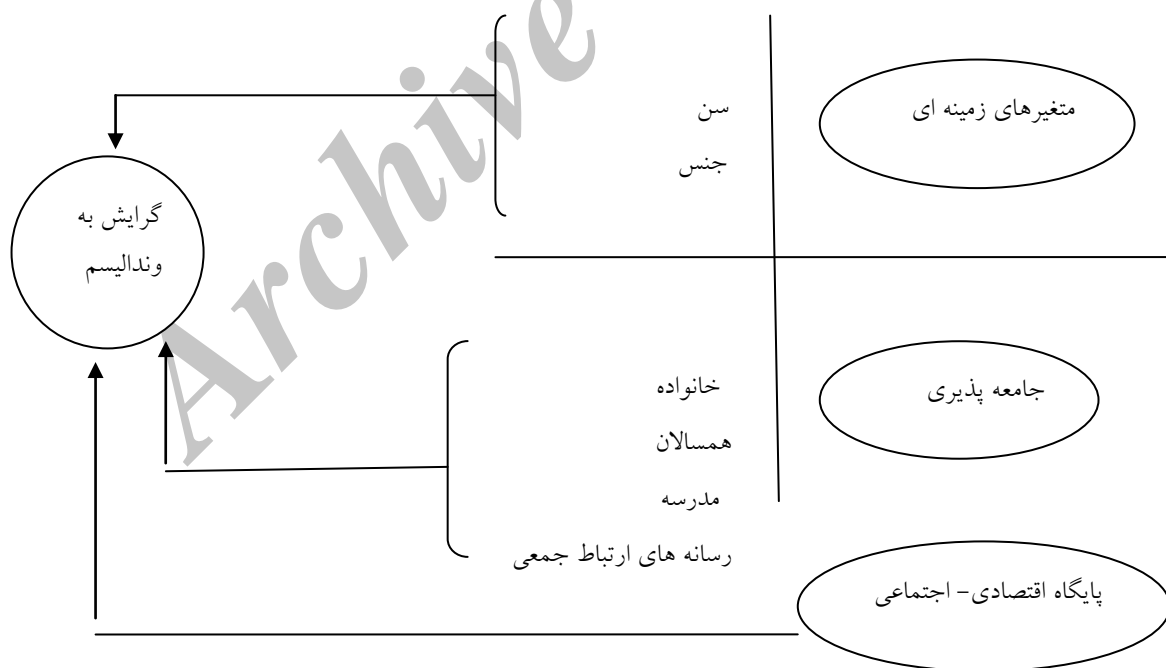 متغیرهای زمینه ای
سن
جنس
گرایش به
وندالیسم
جامعه پذیری
خانواده
همسالان
مدرسه
رسانه های ارتباط جمعی
پایگاه اقتصادی- اجتماعی
Archive